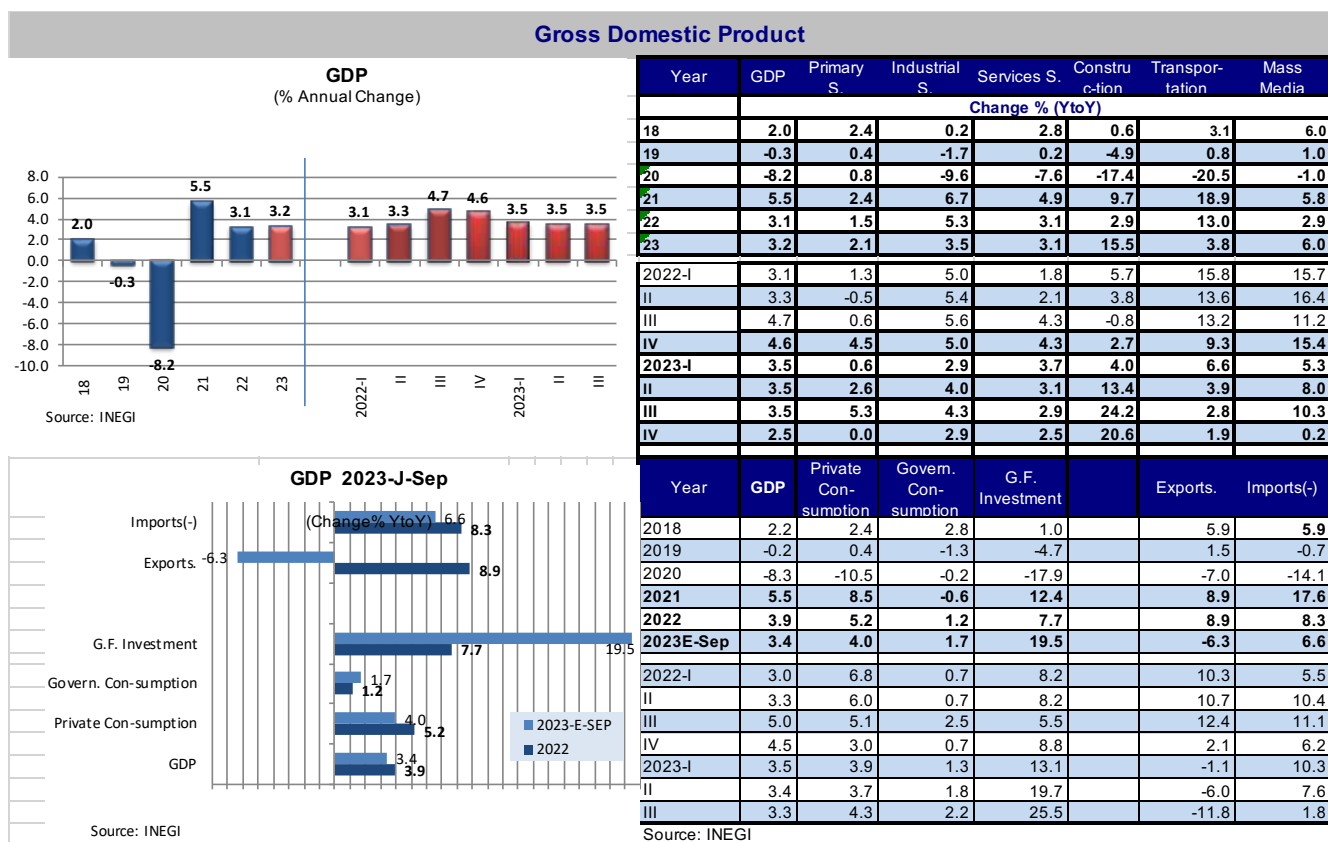 Gross Domestic Product
GDP
(% Annual Change)
8.0
6.0
4.0
2.0
0.0
-2.0
-4.0
-6.0
-8.0
-10.0
2.0
-0.3
-8.2
5.5
3.1
3.2
3.1
3.3
4.7
4.6
3.5
3.5
3.5
18
19
20
21
22
23
2022-I
II
III
IV
2023-I
II
III
Source: INEGI
Year GDP Primary S. Industrial S. Services S. Constru c-tion Transpor- tation Mass Media
Change % (YtoY)
18 2.0 2.4 0.2 2.8 0.6 3.1 6.0
19 -0.3 0.4 -1.7 0.2 -4.9 0.8 1.0
20 -8.2 0.8 -9.6 -7.6 -17.4 -20.5 -1.0
21 5.5 2.4 6.7 4.9 9.7 18.9 5.8
22 3.1 1.5 5.3 3.1 2.9 13.0 2.9
23 3.2 2.1 3.5 3.1 15.5 3.8 6.0
2022-I 3.1 1.3 5.0 1.8 5.7 15.8 15.7
II 3.3 -0.5 5.4 2.1 3.8 13.6 16.4
III 4.7 0.6 5.6 4.3 -0.8 13.2 11.2
IV 4.6 4.5 5.0 4.3 2.7 9.3 15.4
2023-I 3.5 0.6 2.9 3.7 4.0 6.6 5.3
II 3.5 2.6 4.0 3.1 13.4 3.9 8.0
III 3.5 5.3 4.3 2.9 24.2 2.8 10.3
IV 2.5 0.0 2.9 2.5 20.6 1.9 0.2
GDP 2023-J-Sep
(Change% YtoY)
Imports(-) 6.6 8.3
Exports. -6.3 8.9
G.F. Investment 19.5 7.7
Govern. Con-sumption 1.7 1.2
Private Con-sumption 4.0 5.2
GDP 3.4 3.9
2023-E-SEP
2022
Source: INEGI
Year GDP Private Con- sumption Govern. Con- sumption G.F. Investment Exports. Imports(-)
2018 2.2 2.4 2.8 1.0 5.9 5.9
2019 -0.2 0.4 -1.3 -4.7 1.5 -0.7
2020 -8.3 -10.5 -0.2 -17.9 -7.0 -14.1
2021 5.5 8.5 -0.6 12.4 8.9 17.6
2022 3.9 5.2 1.2 7.7 8.9 8.3
2023E-Sep 3.4 4.0 1.7 19.5 -6.3 6.6
2022-I 3.0 6.8 0.7 8.2 10.3 5.5
II 3.3 6.0 0.7 8.2 10.7 10.4
III 5.0 5.1 2.5 5.5 12.4 11.1
IV 4.5 3.0 0.7 8.8 2.1 6.2
2023-I 3.5 3.9 1.3 13.1 -1.1 10.3
II 3.4 3.7 1.8 19.7 -6.0 7.6
III 3.3 4.3 2.2 25.5 -11.8 1.8
Source: INEGI